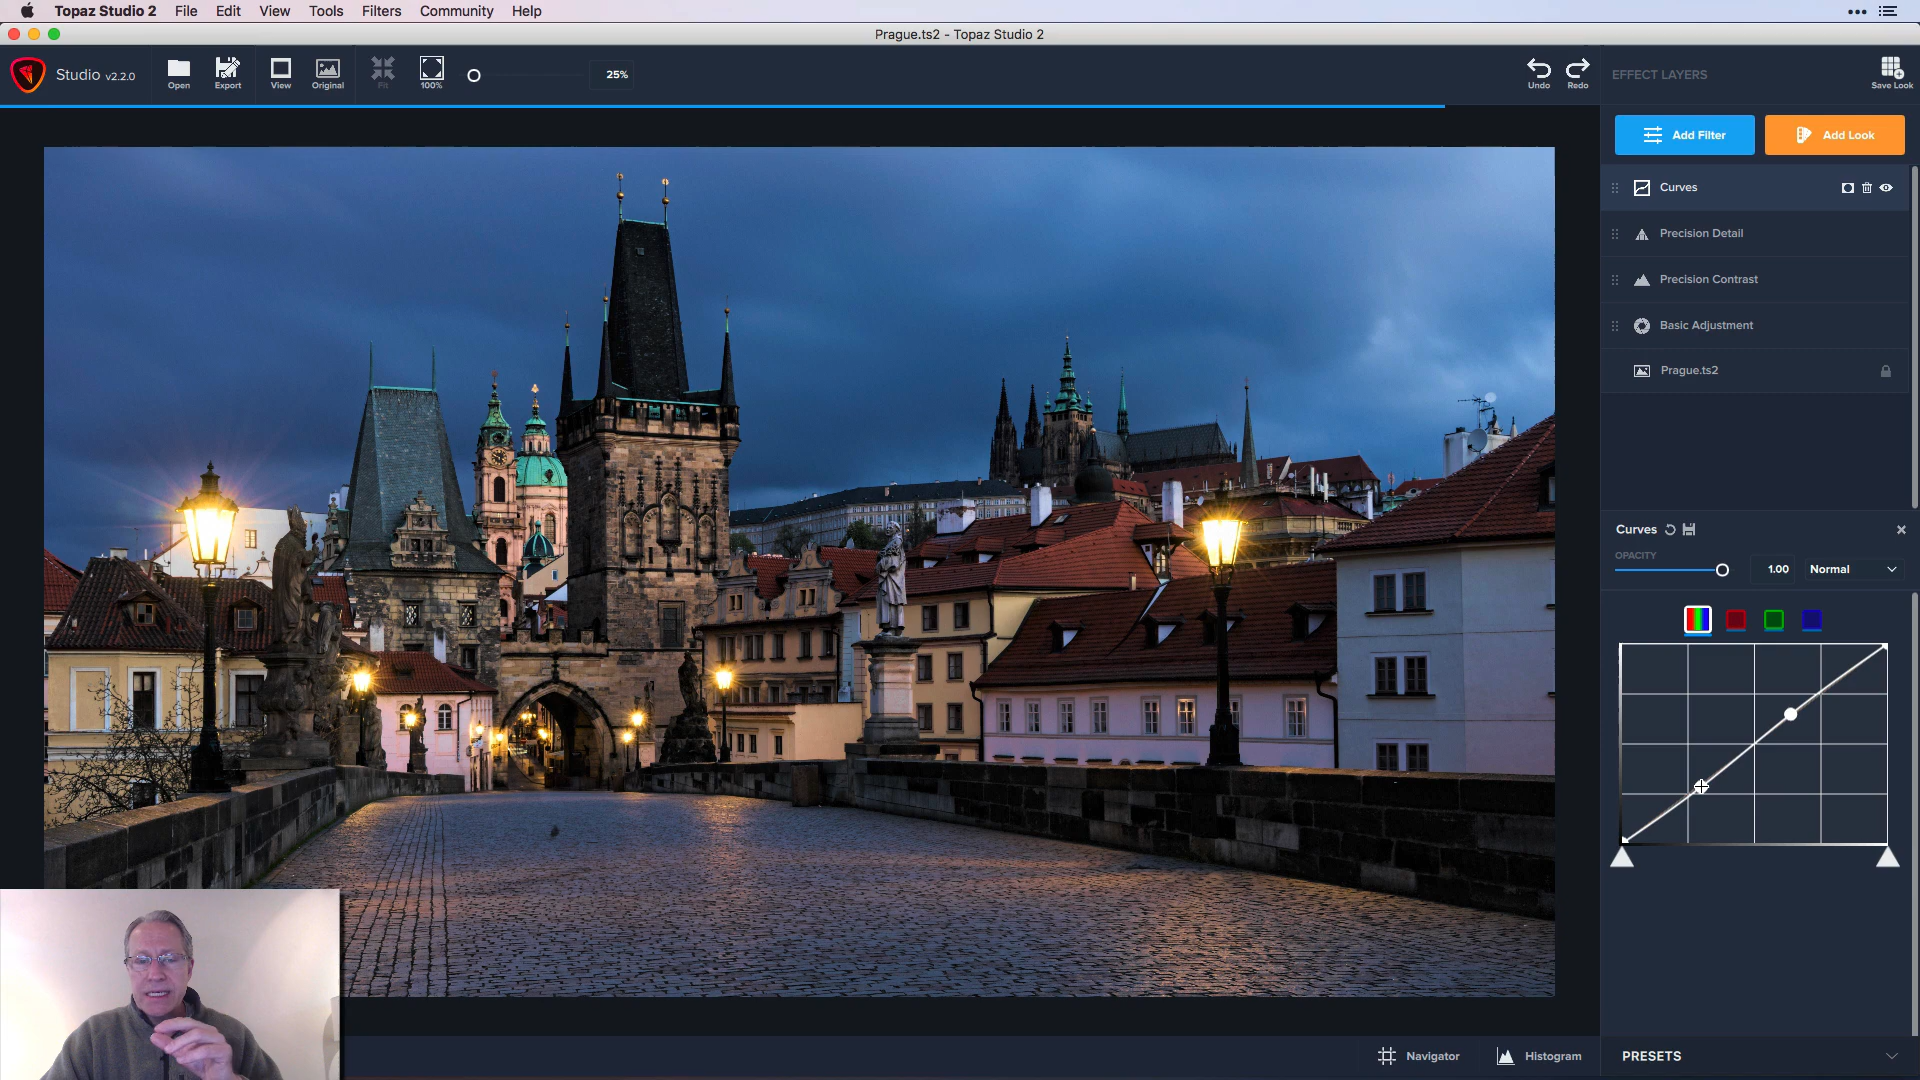 Topaz Studio 2 File Edit View Tools Filters Community Help
Prague.ts2 - Topaz Studio 2
Studio v2.2.0
Open
Export
View
Original
Fit
100%
25%
Undo
Redo
EFFECT LAYERS
Save Look
Add Filter
Add Look
Curves
Precision Detail
Precision Contrast
Basic Adjustment
Prague.ts2
Curves
OPACITY
1.00
Normal
Navigator
Histogram
PRESETS